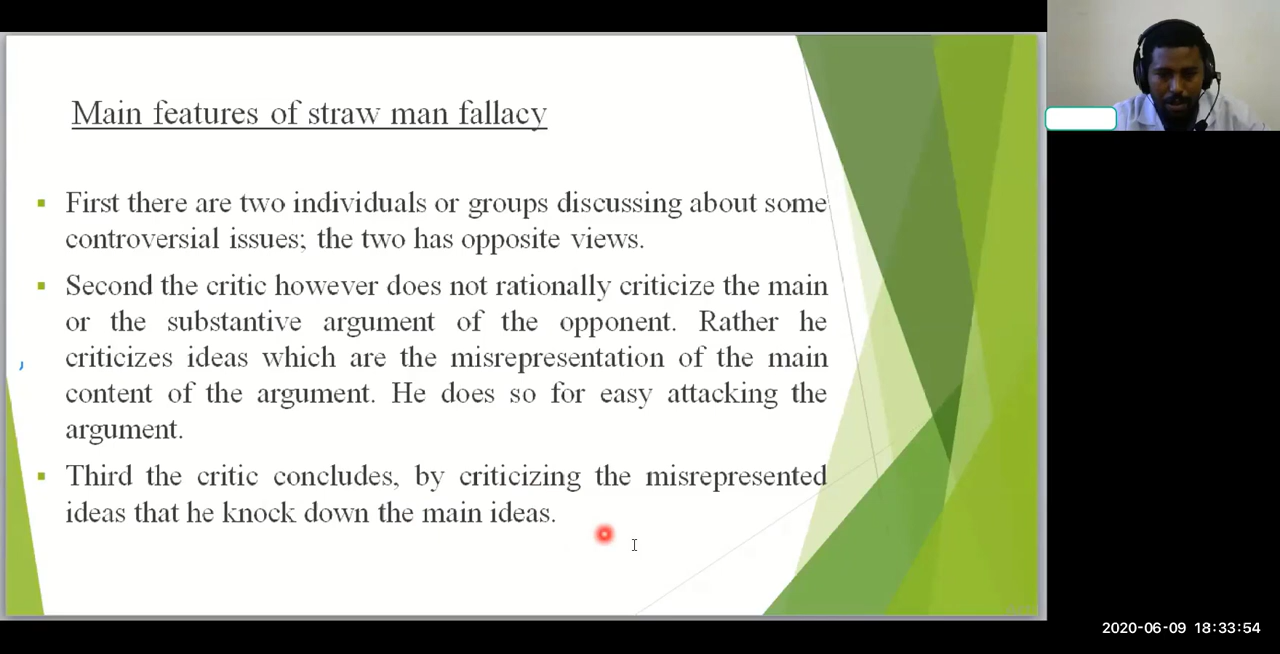 Main features of straw man fallacy
First there are two individuals or groups discussing about some
controversial issues; the two has opposite views.
Second the critic however does not rationally criticize the main
or the substantive argument of the opponent. Rather he
criticizes ideas which are the misrepresentation of the main
content of the argument. He does so for easy attacking the
argument.
Third the critic concludes, by criticizing the misrepresented
ideas that he knock down the main ideas.
2020-06-09 18:33:54